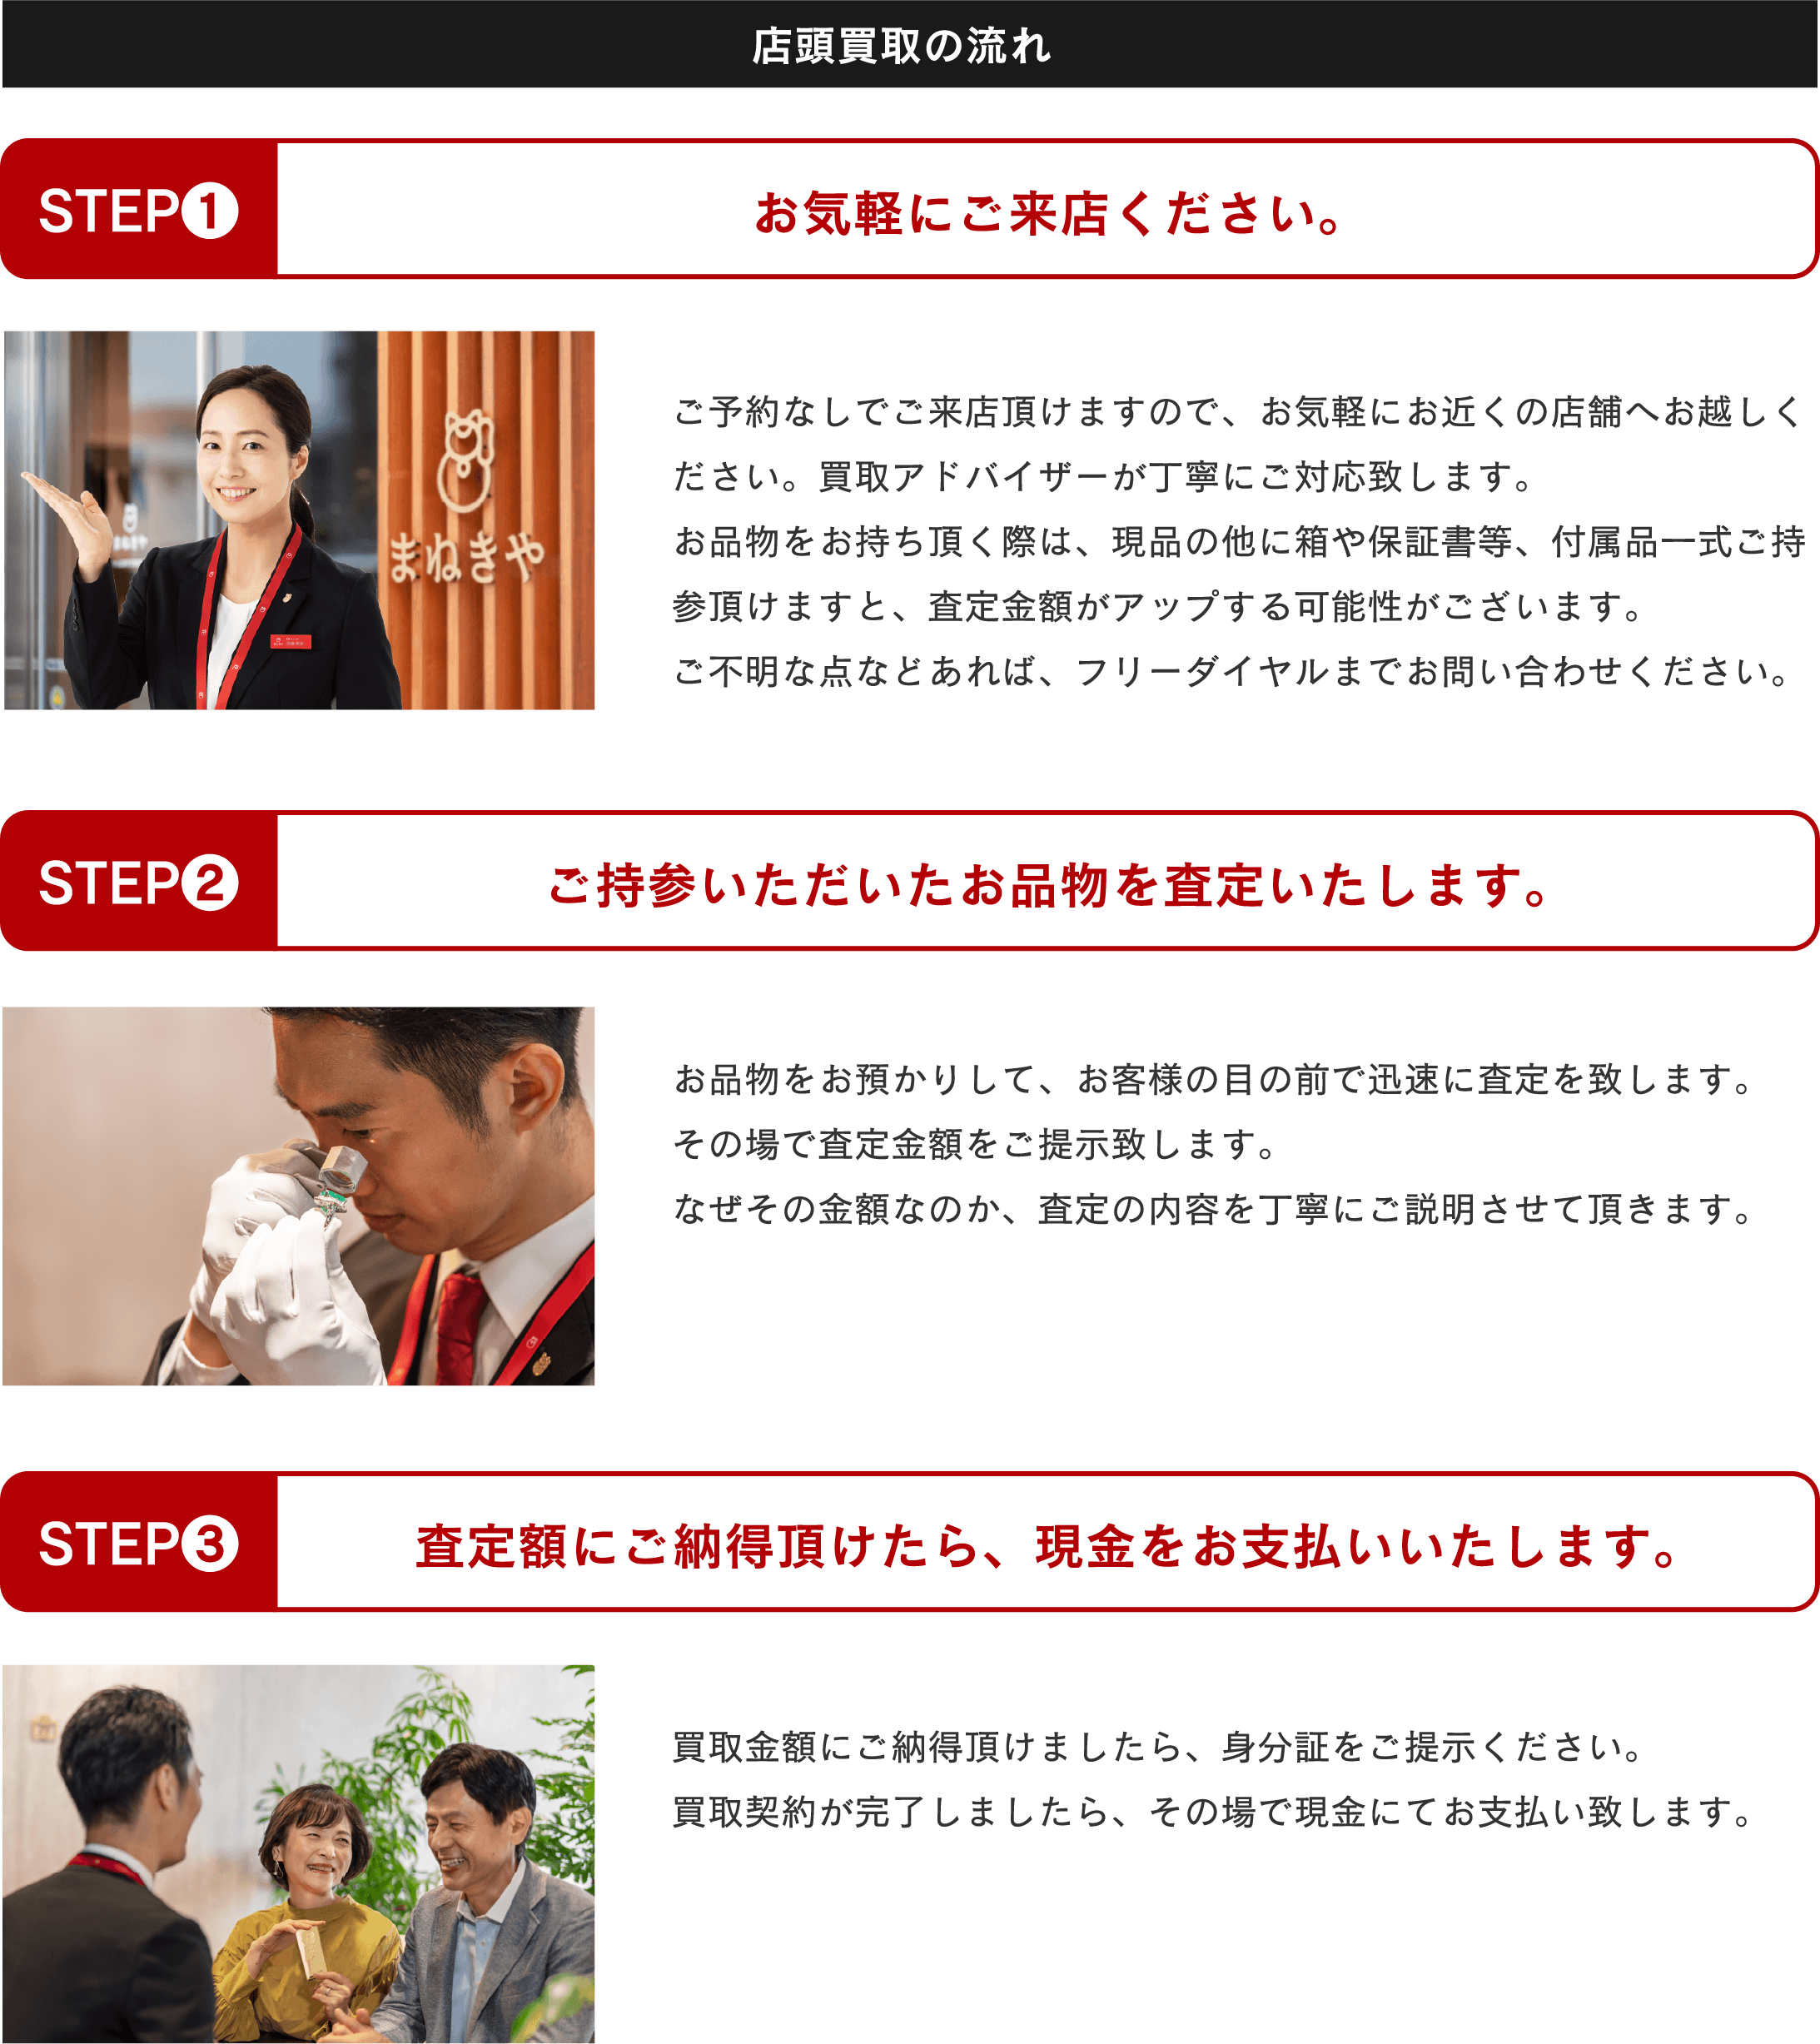 店頭買取の流れ
STEP❶
お気軽にご来店ください。
まねきや
まねきや
ご予約なしでご来店頂けますので、お気軽にお近くの店舗へお越しく
ださい。買取アドバイザーが丁寧にご対応致します。
お品物をお持ち頂く際は、現品の他に箱や保証書等、付属品一式ご持
参頂けますと、査定金額がアップする可能性がございます。
ご不明な点などあれば、フリーダイヤルまでお問い合わせください。
STEP❷
ご持参いただいたお品物を査定いたします。
お品物をお預かりして、お客様の目の前で迅速に査定を致します。
その場で査定金額をご提示致します。
なぜその金額なのか、査定の内容を丁寧にご説明させて頂きます。
STEP❸
査定額にご納得頂けたら、現金をお支払いいたします。
買取金額にご納得頂けましたら、身分証をご提示ください。
買取契約が完了しましたら、その場で現金にてお支払い致します。